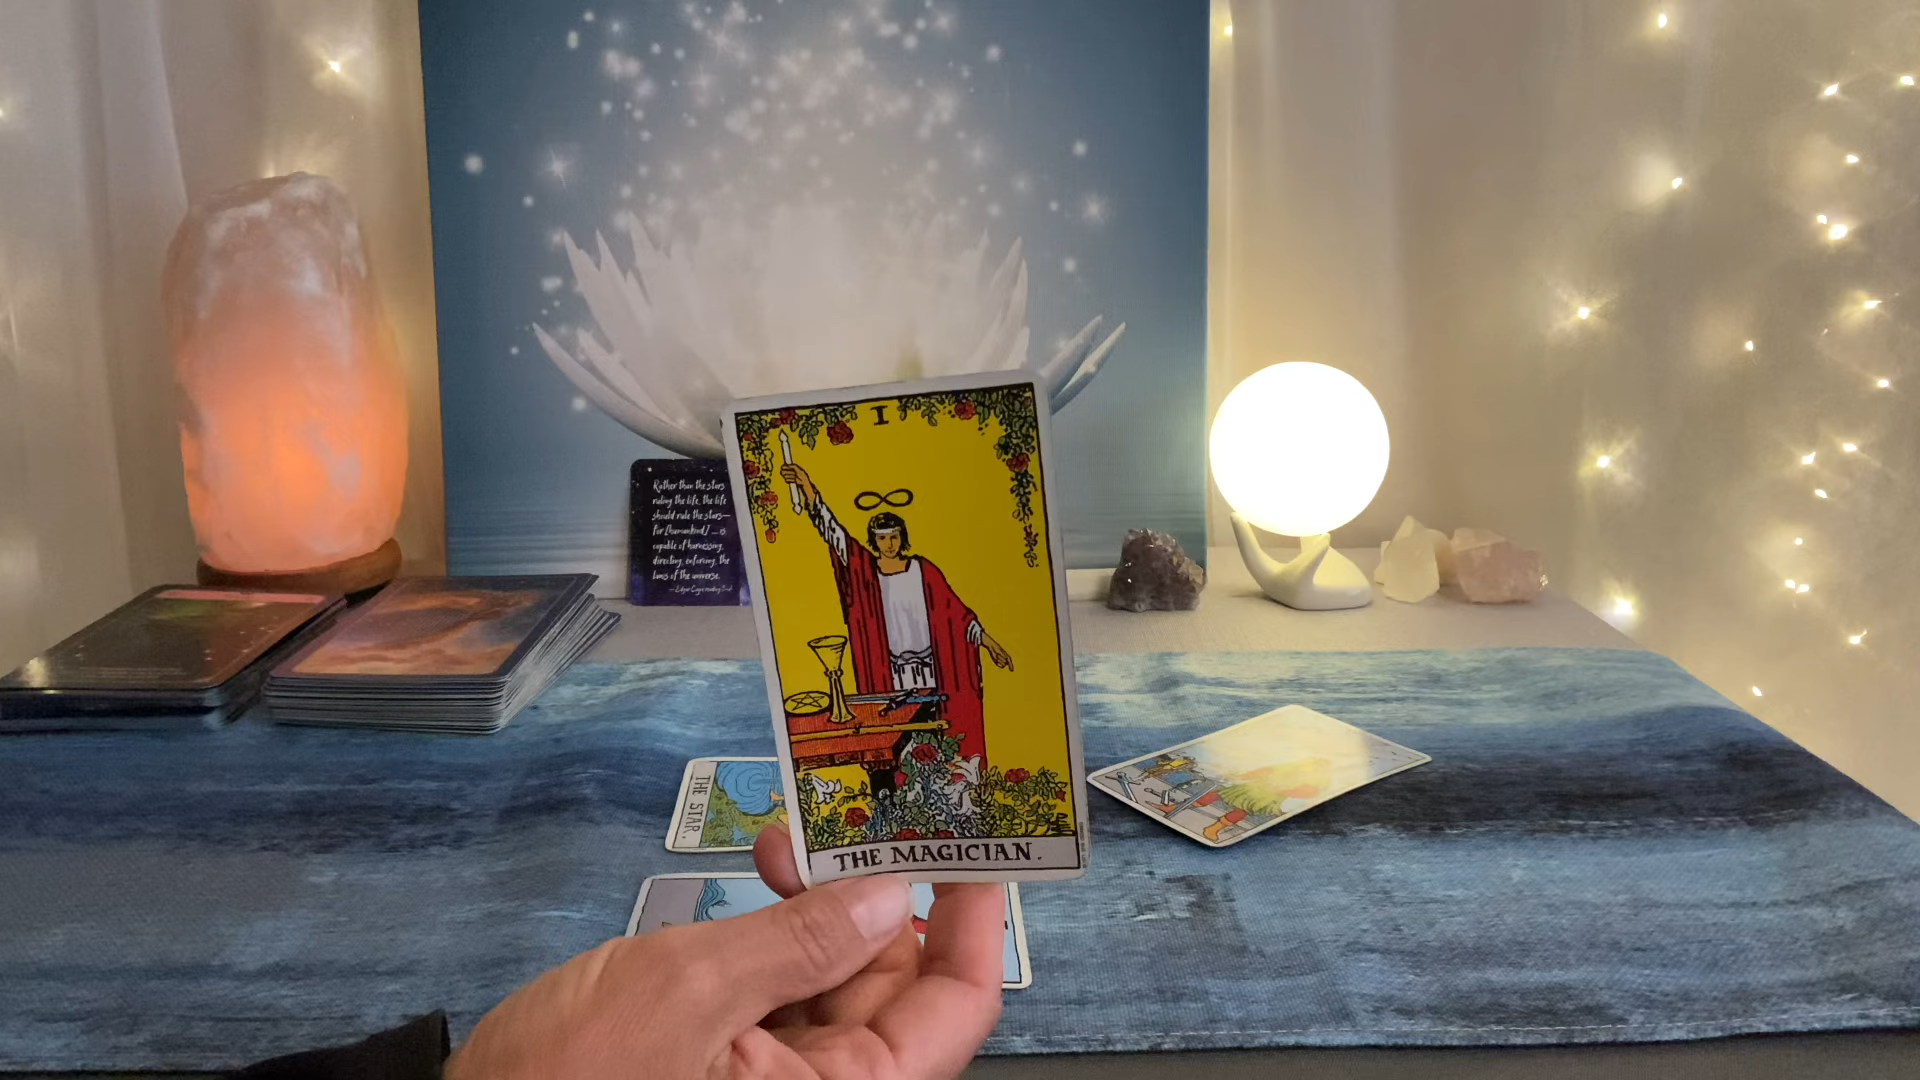 I
THE MAGICIAN.
Rather than the stars
ruling the life, the life
should rule the stars—
for [humankind] ... is
capable of harnessing,
directing, enforcing, the
laws of the universe.
THE STAR.